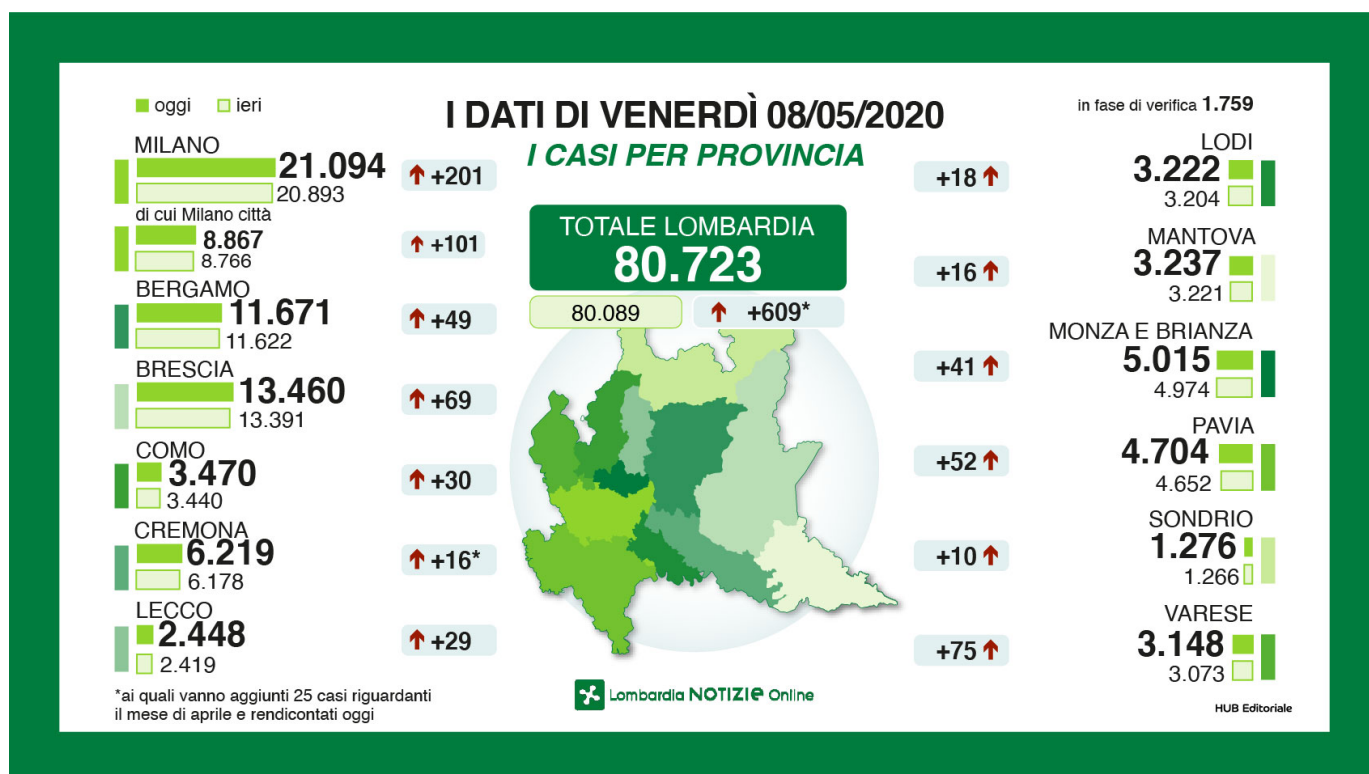 oggi ieri
I DATI DI VENERDÌ 08/05/2020
I CASI PER PROVINCIA
in fase di verifica 1.759
MILANO
21.094
20.893
+201
di cui Milano città
8.867
8.766
+101
BERGAMO
11.671
11.622
+49
BRESCIA
13.460
13.391
+69
COMO
3.470
3.440
+30
CREMONA
6.219
6.178
+16*
LECCO
2.448
2.419
+29
*ai quali vanno aggiunti 25 casi riguardanti
il mese di aprile e rendicontati oggi
TOTALE LOMBARDIA
80.723
80.089
+609*
Lombardia NOTIZIE Online
LODI
+18
3.222
3.204
MANTOVA
+16
3.237
3.221
MONZA E BRIANZA
+41
5.015
4.974
PAVIA
+52
4.704
4.652
SONDRIO
+10
1.276
1.266
VARESE
+75
3.148
3.073
HUB Editoriale